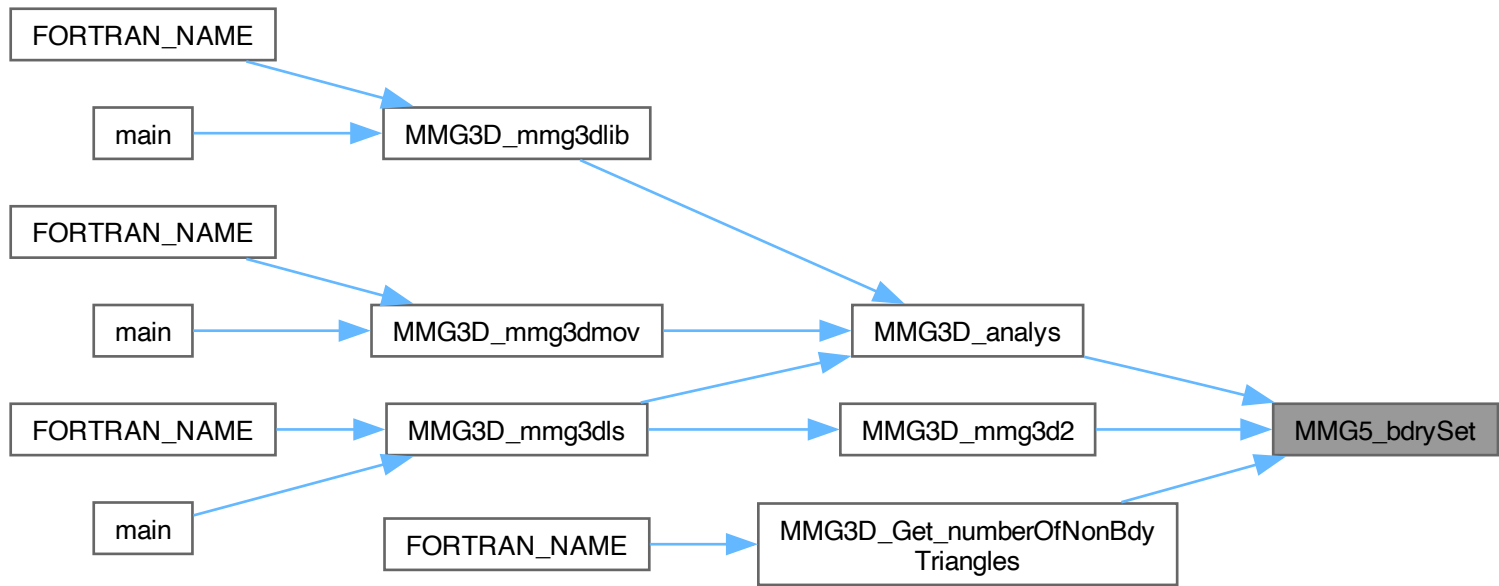 FORTRAN_NAME
main
MMG3D_mmg3dlib
FORTRAN_NAME
main
MMG3D_mmg3dmov
MMG3D_analys
FORTRAN_NAME
MMG3D_mmg3dls
MMG3D_mmg3d2
MMG5_bdrySet
main
FORTRAN_NAME
MMG3D_Get_numberOfNonBdy
Triangles